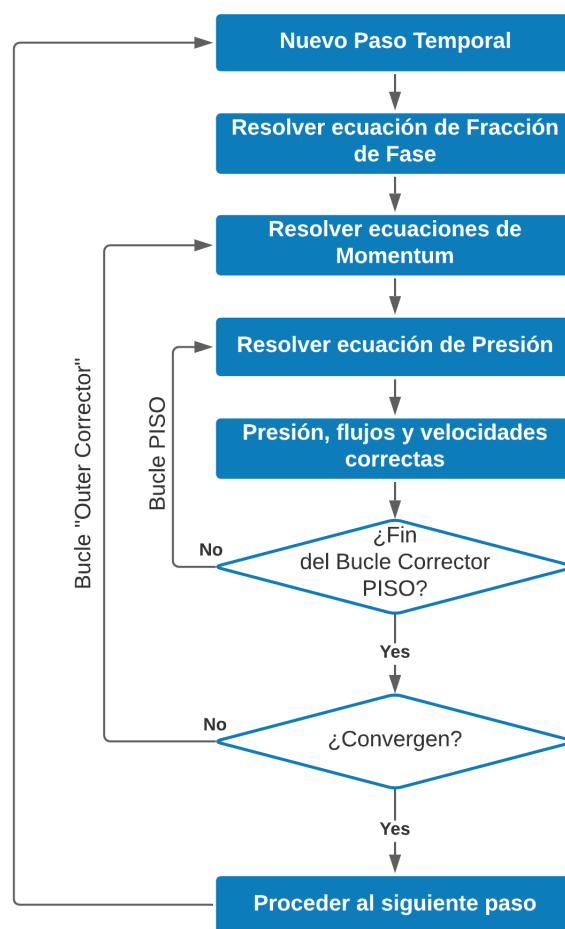 Nuevo Paso Temporal
Resolver ecuación de Fracción
de Fase
Resolver ecuaciones de
Momentum
Resolver ecuación de Presión
Presión, flujos y velocidades
correctas
¿Fin
del Bucle Corrector
PISO?
No
Yes
Bucle PISO
Bucle "Outer Corrector"
¿Convergen?
No
Yes
Proceder al siguiente paso